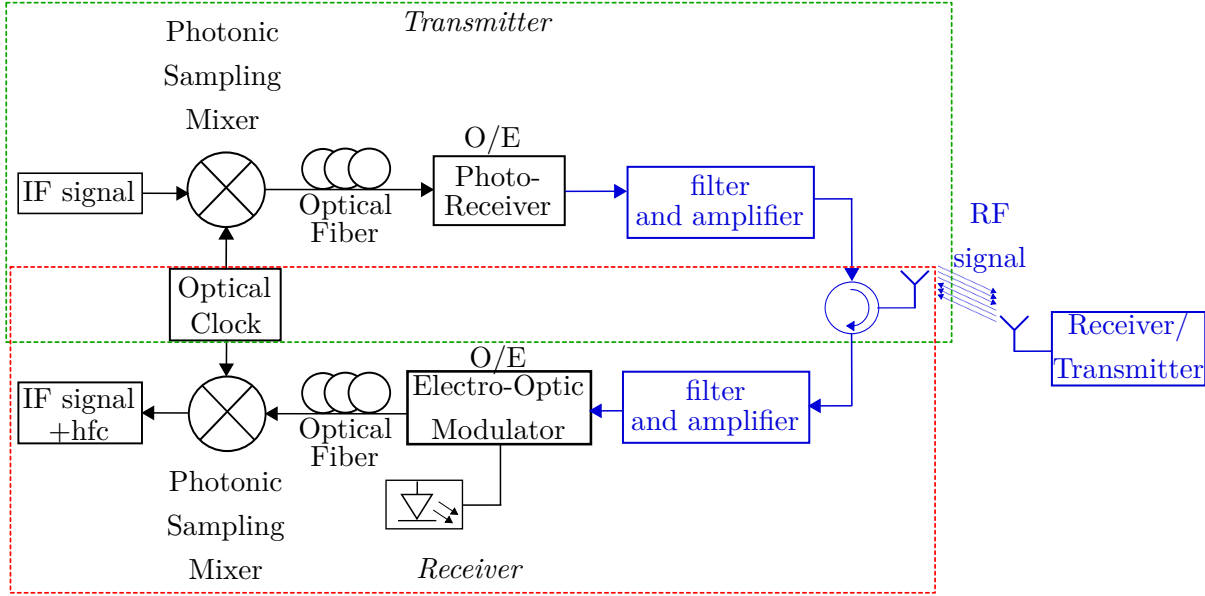 Transmitter
Photonic
Sampling
Mixer
O/E
IF signal
Photo-
Receiver
Optical
Fiber
filter
and amplifier
RF
signal
Optical
Clock
Receiver/
Transmitter
O/E
IF signal
+hfc
Optical
Fiber
Electro-Optic
Modulator
filter
and amplifier
Photonic
Sampling
Mixer
Receiver